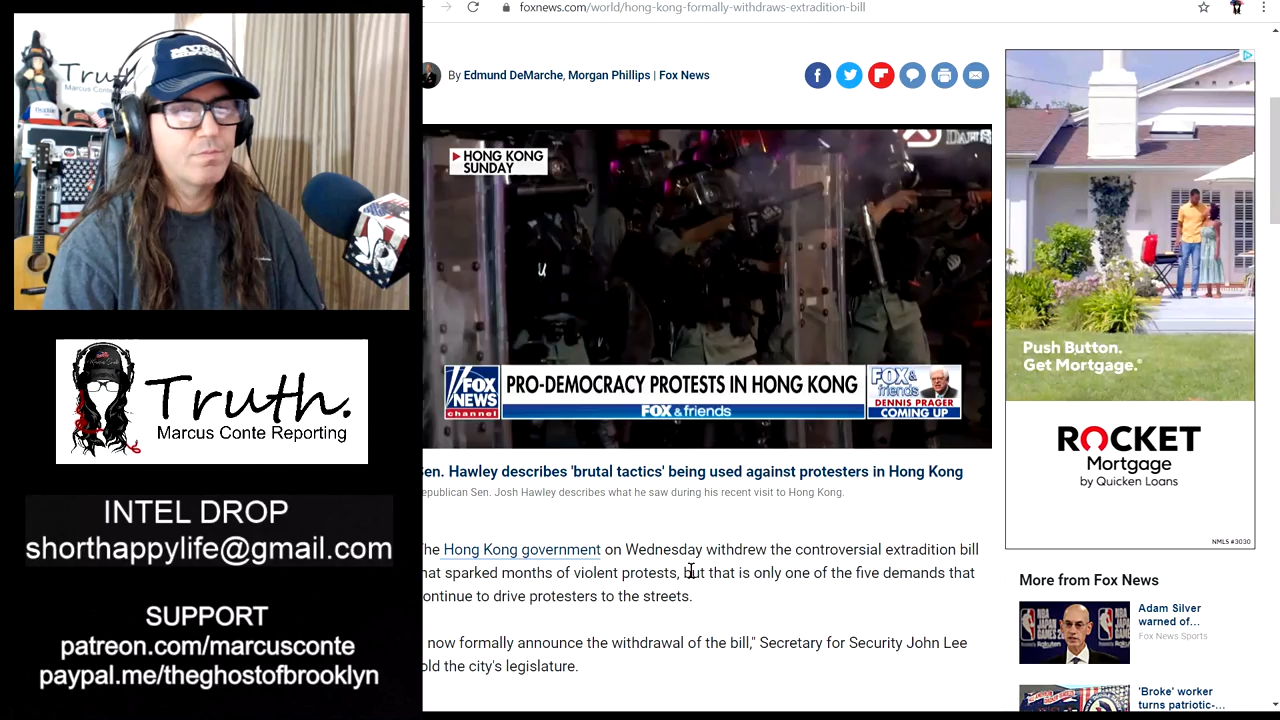 foxnews.com/world/hong-kong-formally-withdraws-extradition-bill
Truth
Marcus Conte
By Edmund DeMarche, Morgan Phillips | Fox News
HONG KONG
SUNDAY
FOX NEWS channel
PRO-DEMOCRACY PROTESTS IN HONG KONG
FOX & friends
FOX & friends
DENNIS PRAGER
COMING UP
Sen. Hawley describes 'brutal tactics' being used against protesters in Hong Kong
epublican Sen. Josh Hawley describes what he saw during his recent visit to Hong Kong.
he Hong Kong government on Wednesday withdrew the controversial extradition bill
hat sparked months of violent protests, but that is only one of the five demands that
ontinue to drive protesters to the streets.
now formally announce the withdrawal of the bill," Secretary for Security John Lee
old the city's legislature.
Truth.
Marcus Conte Reporting
INTEL DROP
shorthappylife@gmail.com
SUPPORT
patreon.com/marcusconte
paypal.me/theghostofbrooklyn
Push Button.
Get Mortgage.
ROCKET
Mortgage
by Quicken Loans
NMLS #3030
More from Fox News
Adam Silver
warned of...
Fox News Sports
'Broke' worker
turns patriotic-...